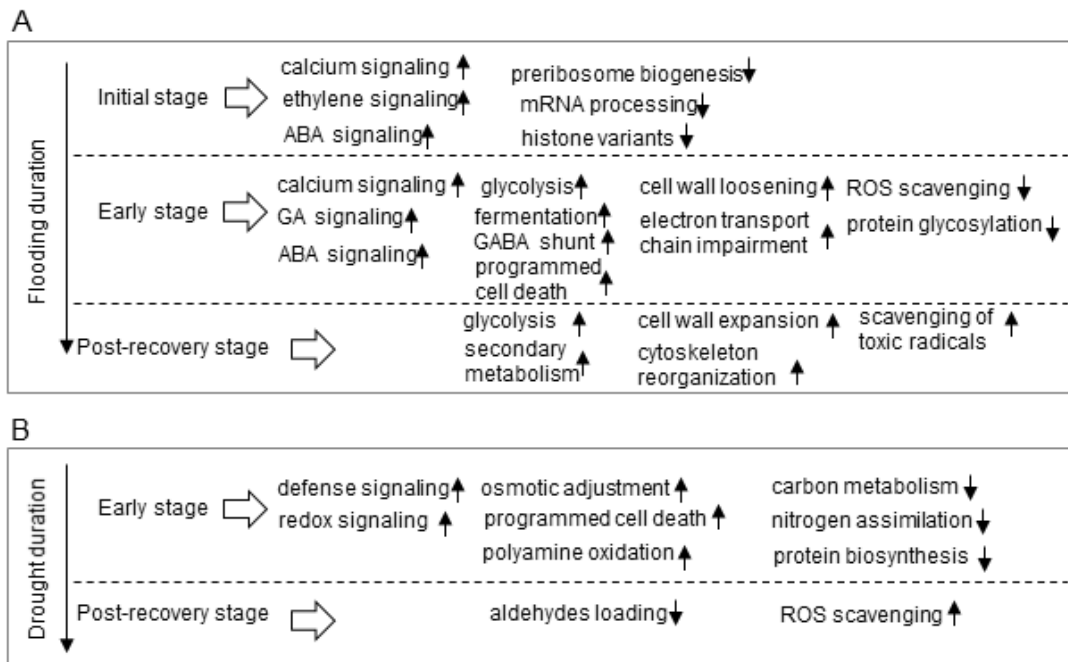 A
Flooding duration
Initial stage
calcium signaling ↑
ethylene signaling ↑
ABA signaling ↑
preribosome biogenesis ↓
mRNA processing ↓
histone variants ↓
Early stage
calcium signaling ↑
GA signaling ↑
ABA signaling ↑
glycolysis ↑
fermentation ↑
GABA shunt ↑
programmed
cell death ↑
cell wall loosening ↑
electron transport
chain impairment ↑
ROS scavenging ↓
protein glycosylation ↓
Post-recovery stage
glycolysis ↑
secondary
metabolism ↑
cell wall expansion ↑
cytoskeleton
reorganization ↑
scavenging of
toxic radicals ↑
B
Drought duration
Early stage
defense signaling ↑
redox signaling ↑
osmotic adjustment ↑
programmed cell death ↑
polyamine oxidation ↑
carbon metabolism ↓
nitrogen assimilation ↓
protein biosynthesis ↓
Post-recovery stage
aldehydes loading ↓
ROS scavenging ↑